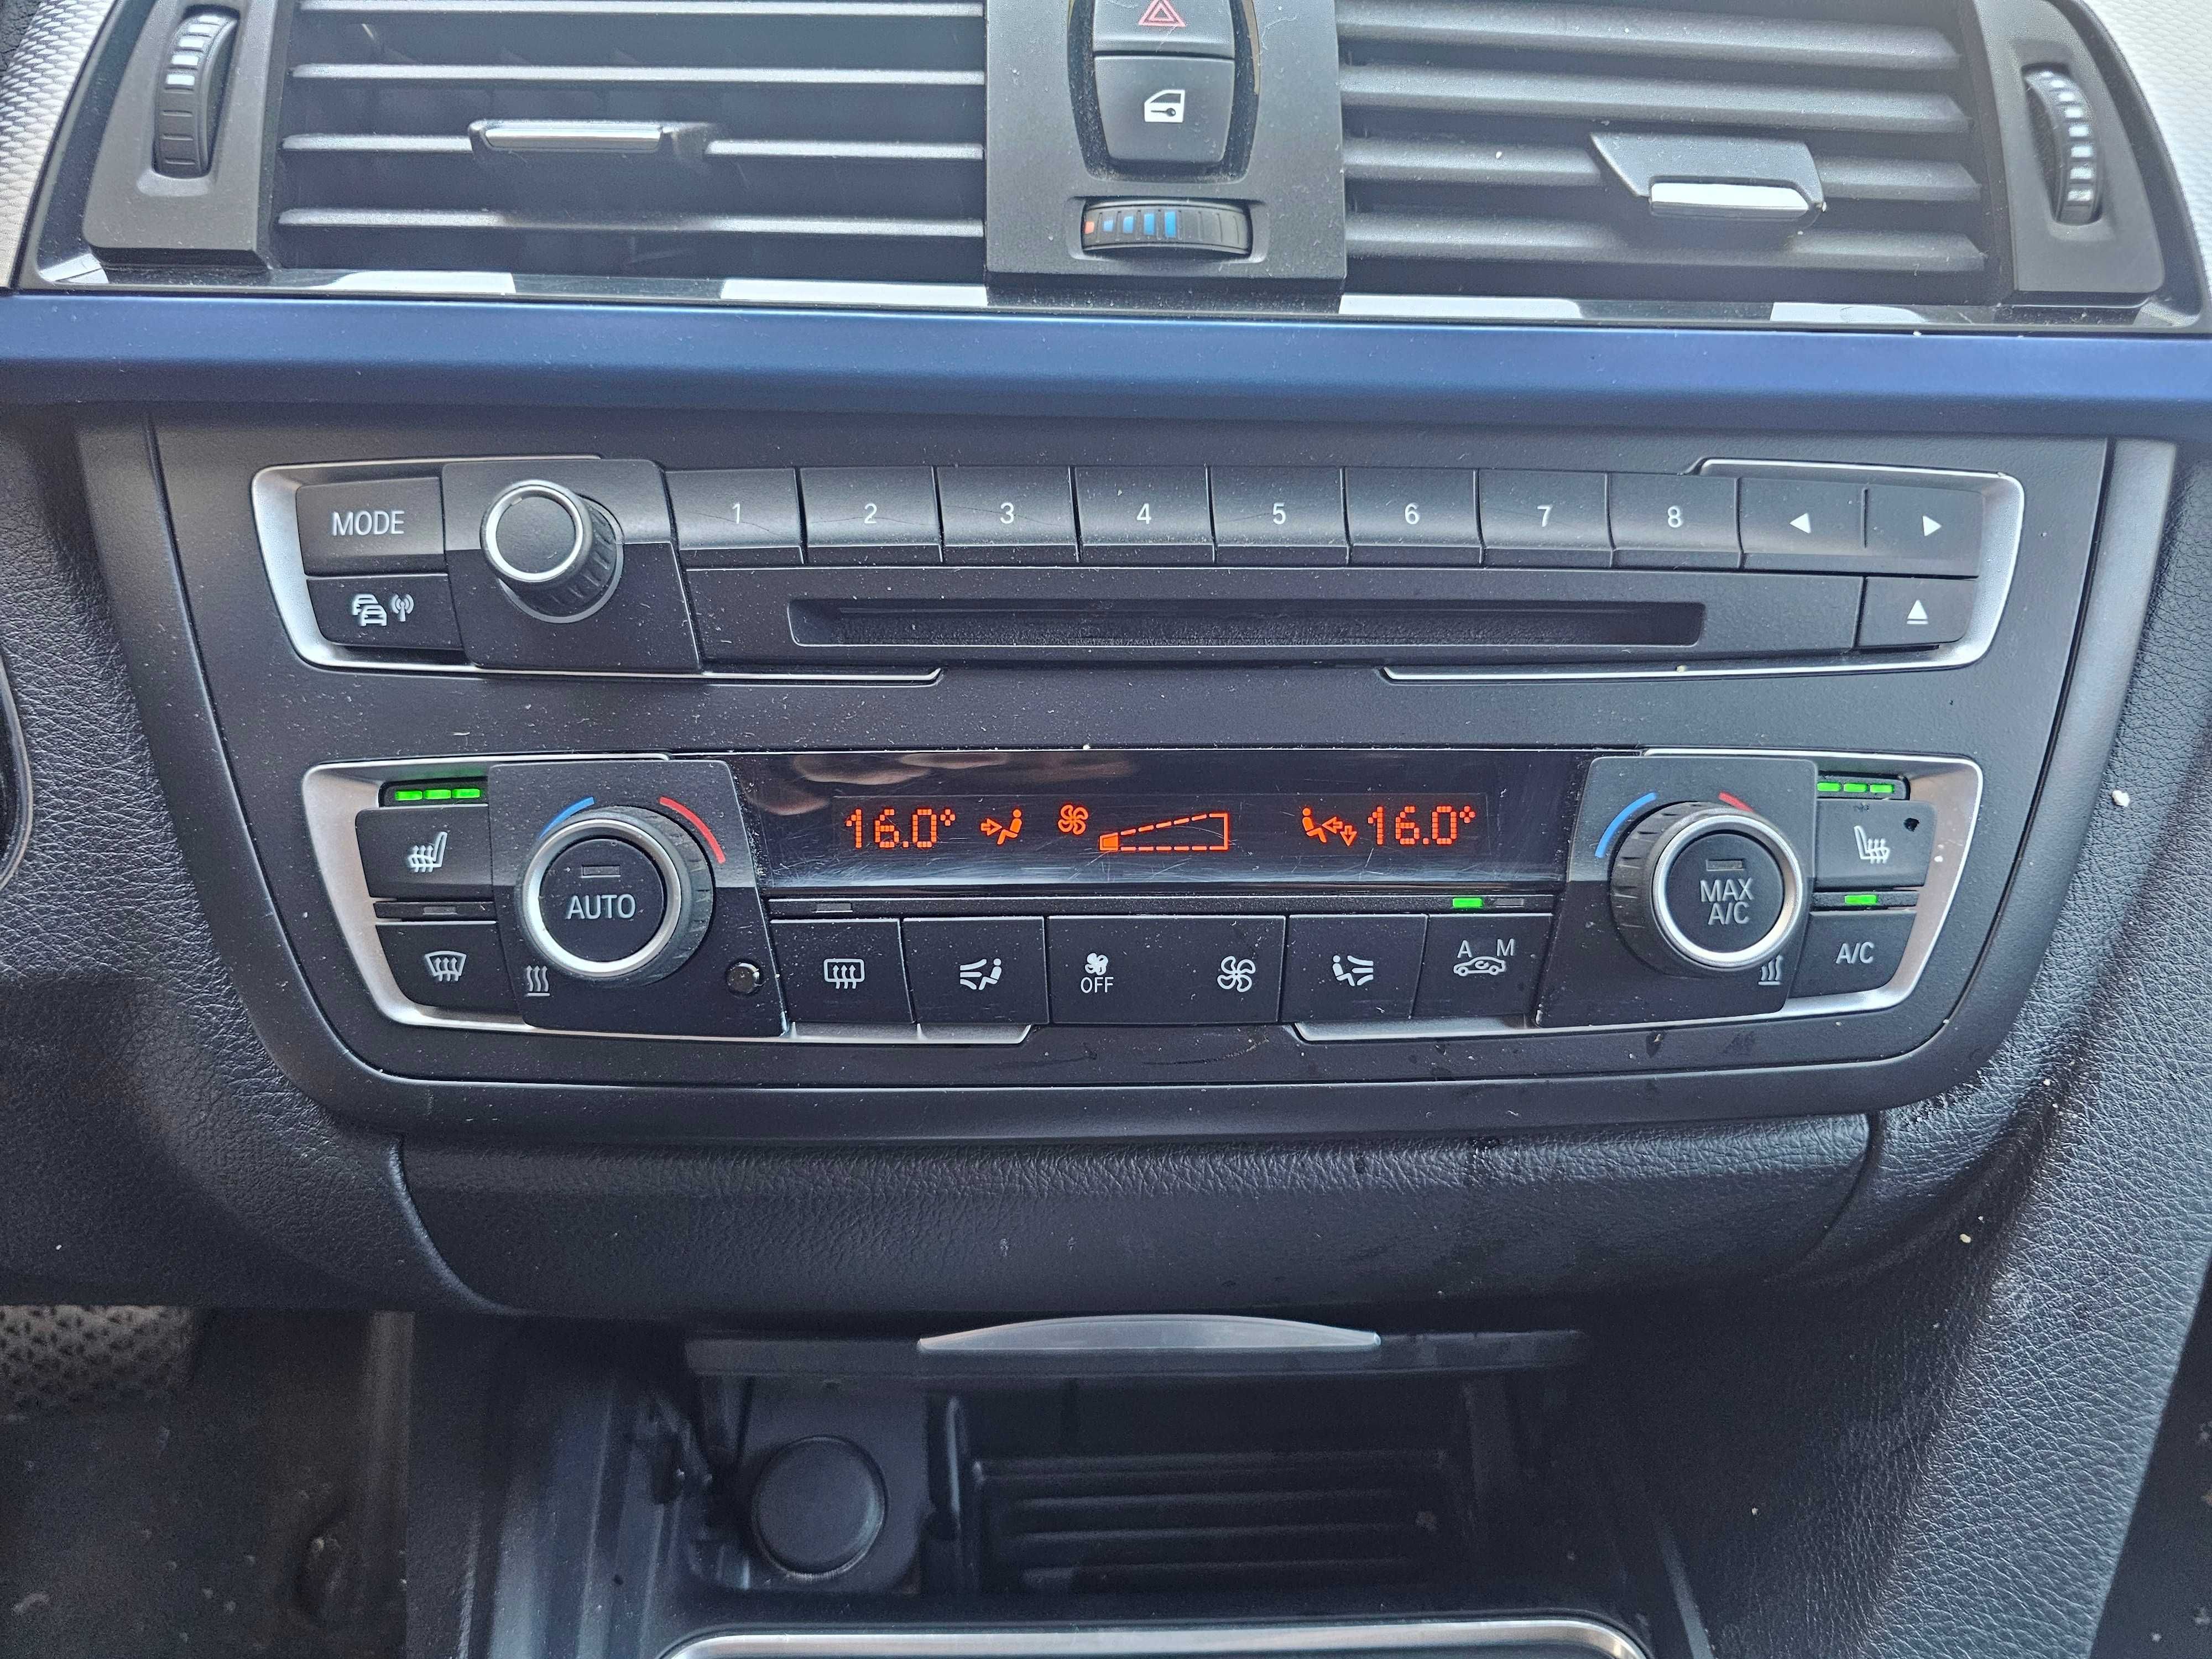 MODE
1 2 3 4 5 6 7 8
16.0° 16.0°
AUTO
MAX
A/C
OFF
A M
A/C